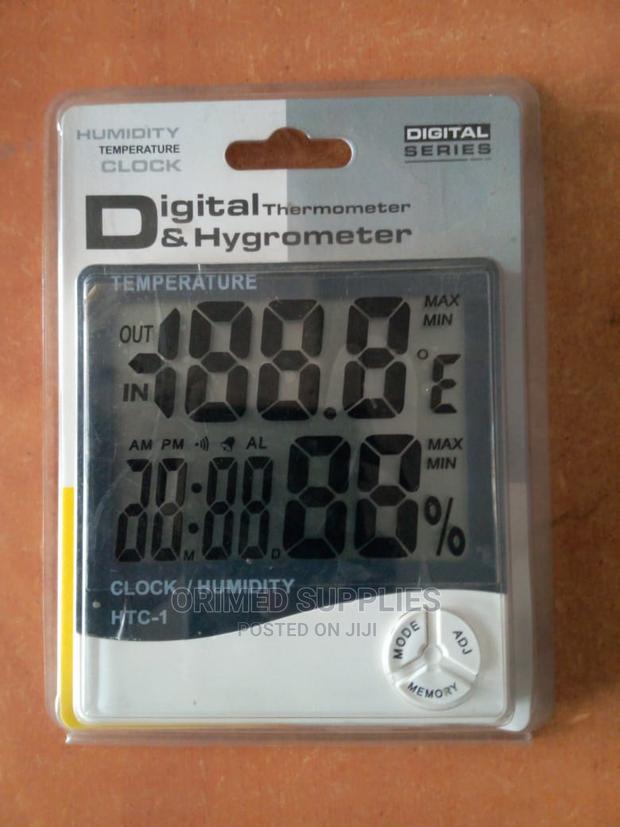 HUMIDITY
TEMPERATURE
CLOCK
DIGITAL
SERIES
Digital Thermometer
& Hygrometer
TEMPERATURE
OUT
MAX
MIN
-188.8°E
IN
AM PM AL
MAX
MIN
28:88 88%
M D
CLOCK / HUMIDITY
HTC-1
ORIMED SUPPLIES
POSTED ON JIJI
MODE
ADJ
MEMORY